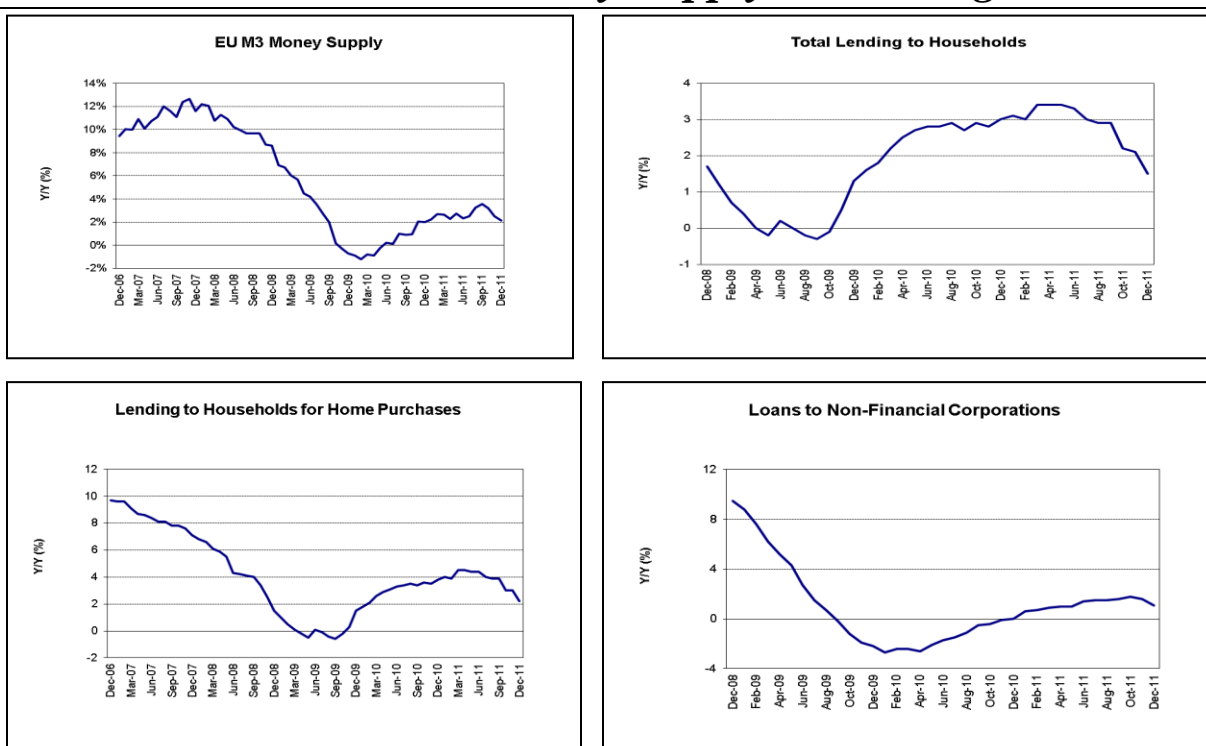 EU M3 Money Supply
14%
12%
10%
8%
6%
4%
2%
0%
-2%
Y/Y (%)
Dec-06
Mar-07
Jun-07
Sep-07
Dec-07
Mar-08
Jun-08
Sep-08
Dec-08
Mar-09
Jun-09
Sep-09
Dec-09
Mar-10
Jun-10
Sep-10
Dec-10
Mar-11
Jun-11
Sep-11
Dec-11
Total Lending to Households
4
3
2
1
0
-1
Y/Y (%)
Dec-08
Feb-09
Apr-09
Jun-09
Aug-09
Oct-09
Dec-09
Feb-10
Apr-10
Jun-10
Aug-10
Oct-10
Dec-10
Feb-11
Apr-11
Jun-11
Aug-11
Oct-11
Dec-11
Lending to Households for Home Purchases
12
10
8
6
4
2
0
-2
Y/Y (%)
Dec-06
Mar-07
Jun-07
Sep-07
Dec-07
Mar-08
Jun-08
Sep-08
Dec-08
Mar-09
Jun-09
Sep-09
Dec-09
Mar-10
Jun-10
Sep-10
Dec-10
Mar-11
Jun-11
Sep-11
Dec-11
Loans to Non-Financial Corporations
12
8
4
0
-4
Y/Y (%)
Dec-08
Feb-09
Apr-09
Jun-09
Aug-09
Oct-09
Dec-09
Feb-10
Apr-10
Jun-10
Aug-10
Oct-10
Dec-10
Feb-11
Apr-11
Jun-11
Aug-11
Oct-11
Dec-11